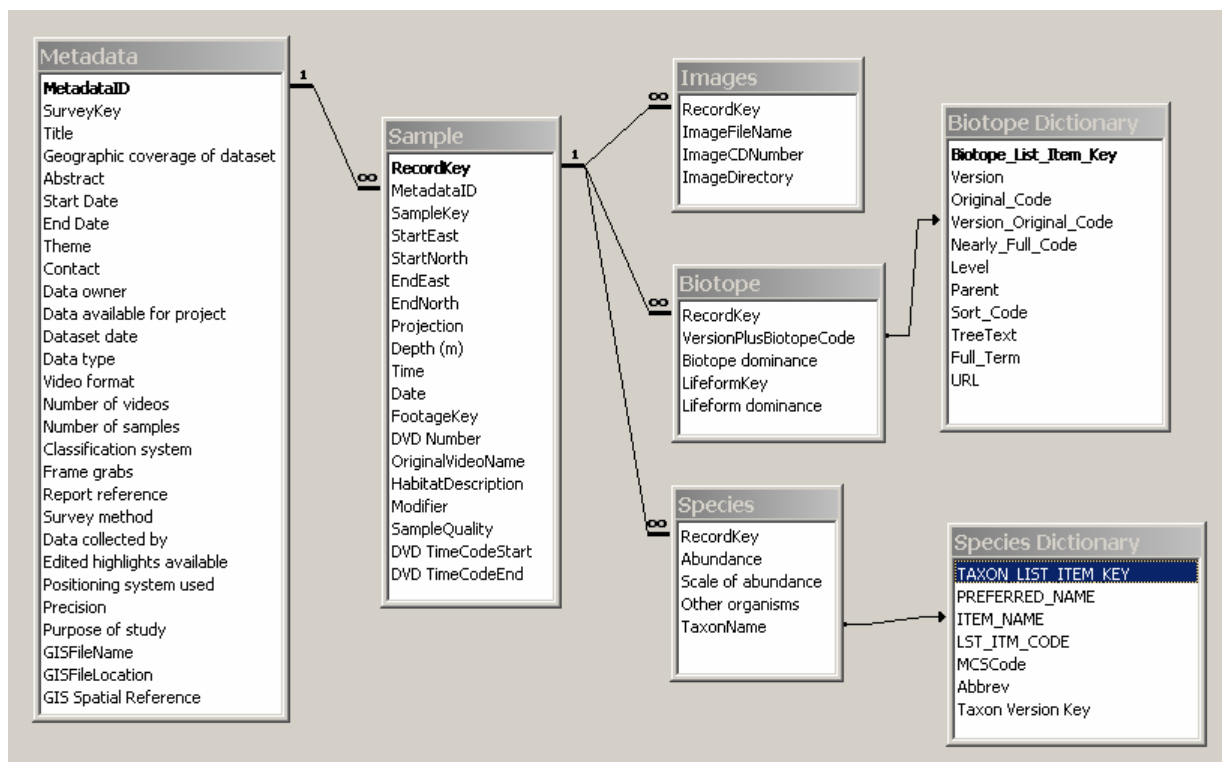 Metadata
MetadataID
SurveyKey
Title
Geographic coverage of dataset
Abstract
Start Date
End Date
Theme
Contact
Data owner
Data available for project
Dataset date
Data type
Video format
Number of videos
Number of samples
Classification system
Frame grabs
Report reference
Survey method
Data collected by
Edited highlights available
Positioning system used
Precision
Purpose of study
GISFileName
GISFileLocation
GIS Spatial Reference
1
∞
Sample
RecordKey
MetadataID
SampleKey
StartEast
StartNorth
EndEast
EndNorth
Projection
Depth (m)
Time
Date
FootageKey
DVD Number
OriginalVideoName
HabitatDescription
Modifier
SampleQuality
DVD TimeCodeStart
DVD TimeCodeEnd
1
∞
Images
RecordKey
ImageFileName
ImageCDNumber
ImageDirectory
∞
Biotope
RecordKey
VersionPlusBiotopeCode
Biotope dominance
LifeformKey
Lifeform dominance
∞
Species
RecordKey
Abundance
Scale of abundance
Other organisms
TaxonName
Biotope Dictionary
Biotope_List_Item_Key
Version
Original_Code
Version_Original_Code
Nearly_Full_Code
Level
Parent
Sort_Code
TreeText
Full_Term
URL
Species Dictionary
TAXON_LIST_ITEM_KEY
PREFERRED_NAME
ITEM_NAME
LST_ITM_CODE
MCSCode
Abbrev
Taxon Version Key